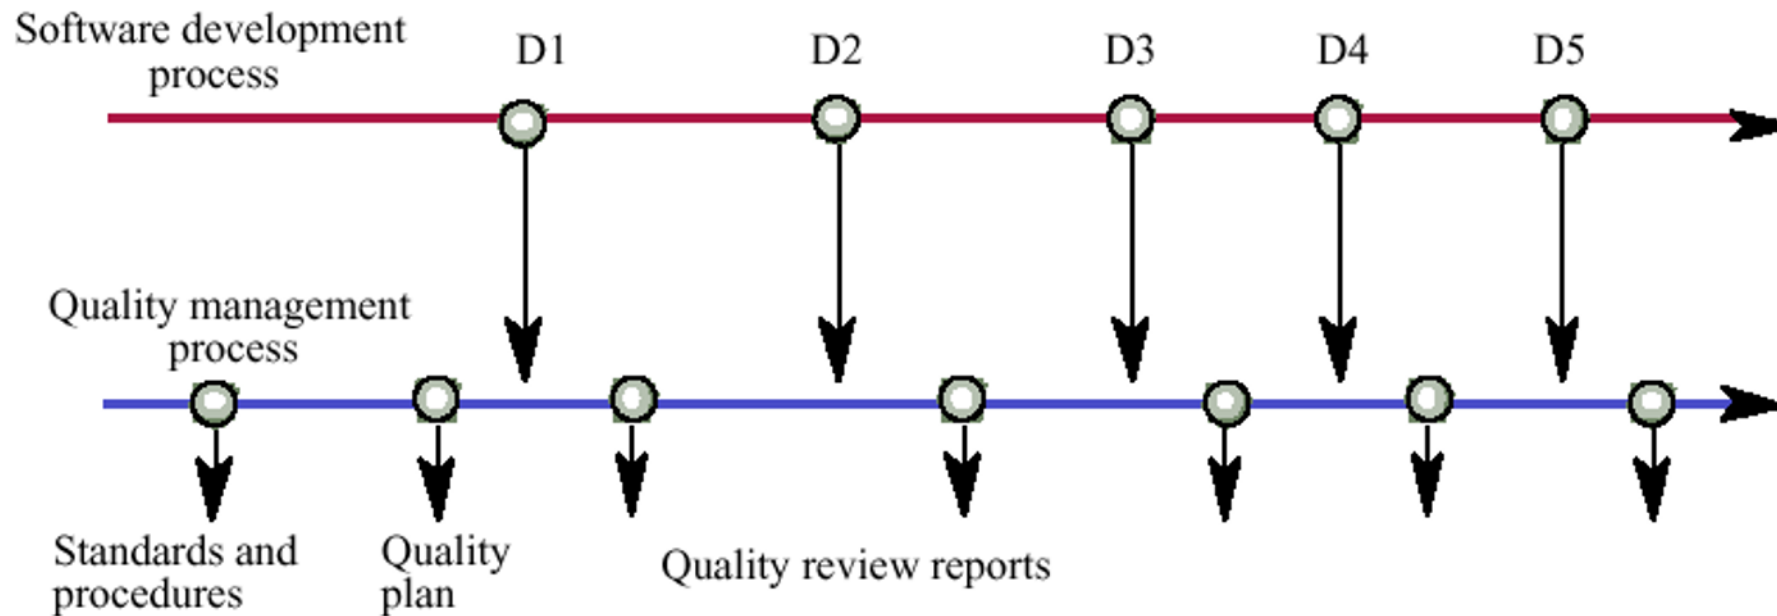 Software development
process
D1
D2
D3
D4
D5
Quality management
process
Standards and
procedures
Quality
plan
Quality review reports